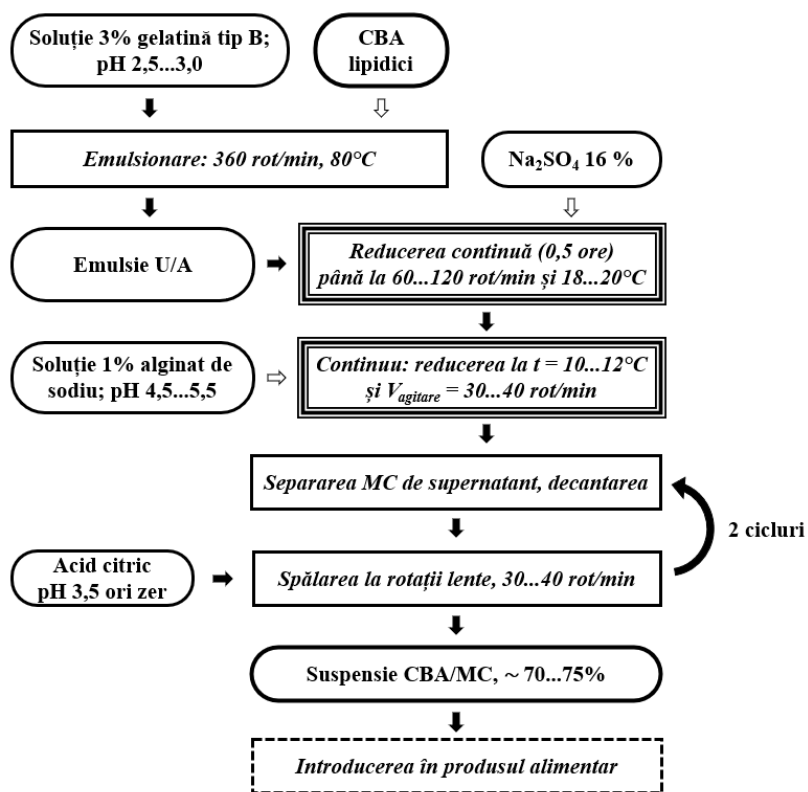 Soluție 3% gelatină tip B;
pH 2,5...3,0
CBA
lipidici
Emulsionare: 360 rot/min, 80°C
Na₂SO₄ 16 %
Emulsie U/A
Reducerea continuă (0,5 ore)
până la 60...120 rot/min și 18...20°C
Soluție 1% alginat de
sodiu; pH 4,5...5,5
Continuu: reducerea la t = 10...12°C
și Vagitare = 30...40 rot/min
Separarea MC de supernatant, decantarea
2 cicluri
Acid citric
pH 3,5 ori zer
Spălarea la rotații lente, 30...40 rot/min
Suspensie CBA/MC, ~ 70...75%
Introducerea în produsul alimentar